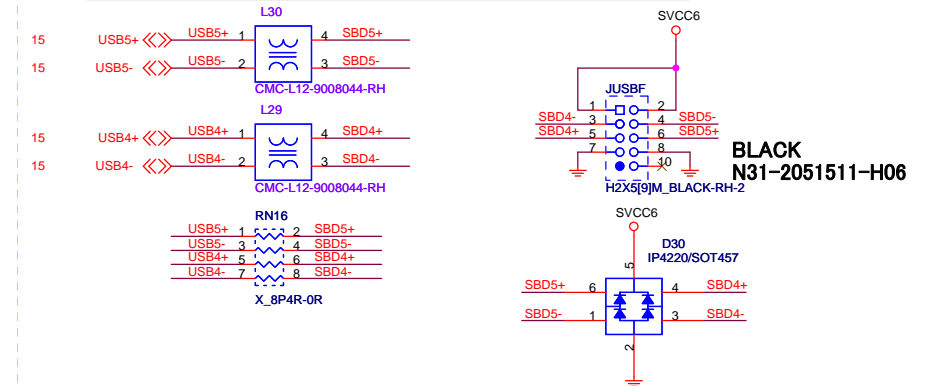 L30
15 USB5+ USB5+ 1 4 SBD5+
15 USB5- USB5- 2 3 SBD5-
CMC-L12-9008044-RH
L29
15 USB4+ USB4+ 1 4 SBD4+
15 USB4- USB4- 2 3 SBD4-
CMC-L12-9008044-RH
RN16
USB5+ 1 2 SBD5+
USB5- 3 4 SBD5-
USB4+ 5 6 SBD4+
USB4- 7 8 SBD4-
X_8P4R-0R
SVCC6
JUSBF
1 2
SBD4- 3 4 SBD5-
SBD4+ 5 6 SBD5+
7 8
10
H2X5[9]M_BLACK-RH-2
BLACK
N31-2051511-H06
SVCC6
D30
IP4220/SOT457
5
SBD5+ 6 4 SBD4+
SBD5- 1 3 SBD4-
2